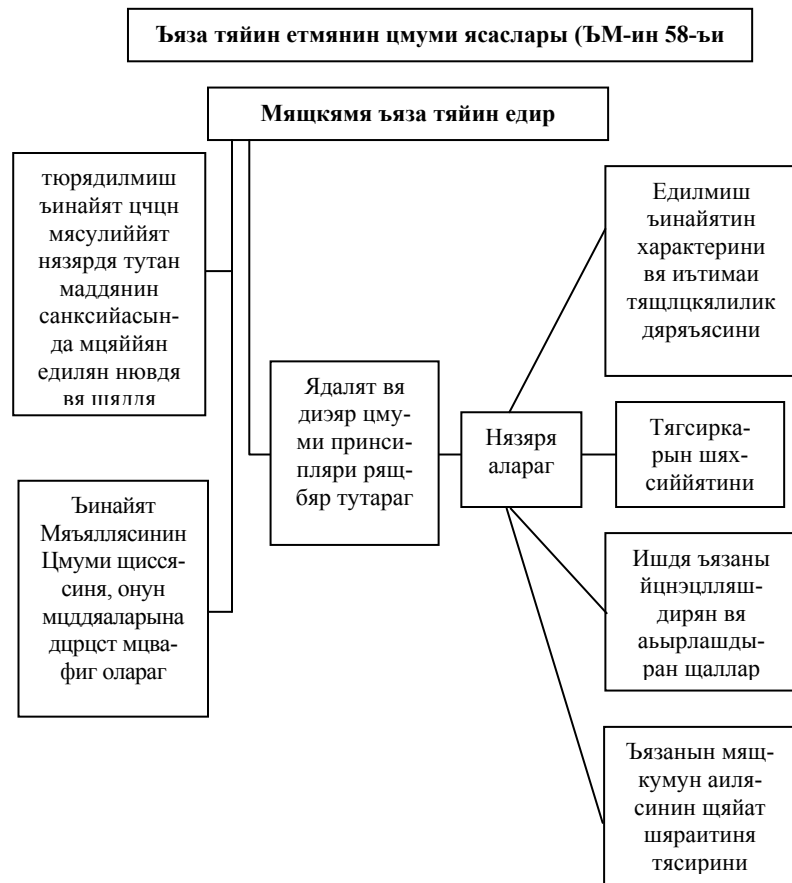 Ъяза тяйин етмянин цмуми ясаслары (ЪМ-ин 58-ъи
Мящкямя ъяза тяйин едир
тюрядилмиш
ъинайят цчцн
мясулиййят
нязярдя тутан
маддянин
санксийасын-
да мцяййян
едилян нювдя
вя щяддя
Ъинайят
Мяъяллясинин
Цмуми щисся-
синя, онун
мцддяаларына
дцрцст мцва-
фиг олараг
Ядалят вя
диэяр цму-
ми принси-
пляри рящ-
бяр тутараг
Нязяря
алараг
Едилмиш
ъинайятин
характерини
вя иътимаи
тящлцкялилик
дяряъясини
Тягсирка-
рын шях-
сиййятини
Ишдя ъязаны
йцнэцлляш-
дирян вя
аьырлашды-
ран щаллар
Ъязанын мящ-
кумун аиля-
синин щяйат
шяраитиня
тясирини